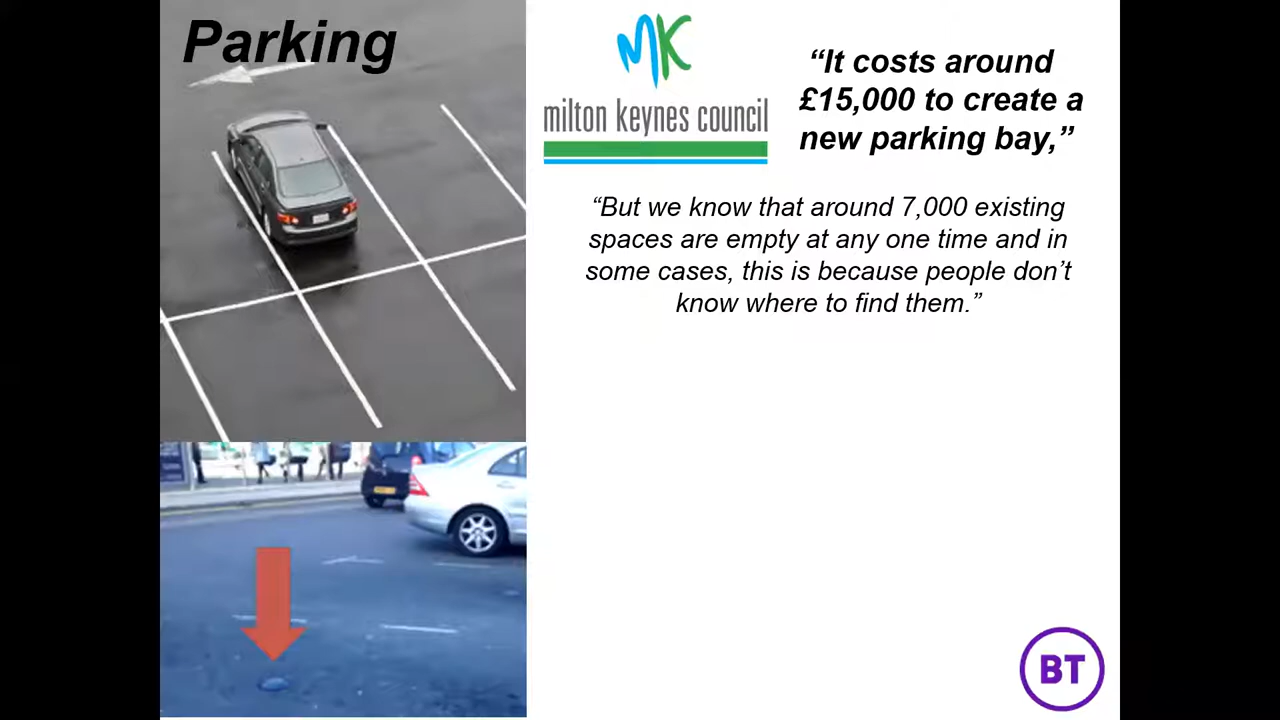 Parking
MK
milton keynes council
“It costs around
£15,000 to create a
new parking bay,”
“But we know that around 7,000 existing
spaces are empty at any one time and in
some cases, this is because people don’t
know where to find them.”
BT